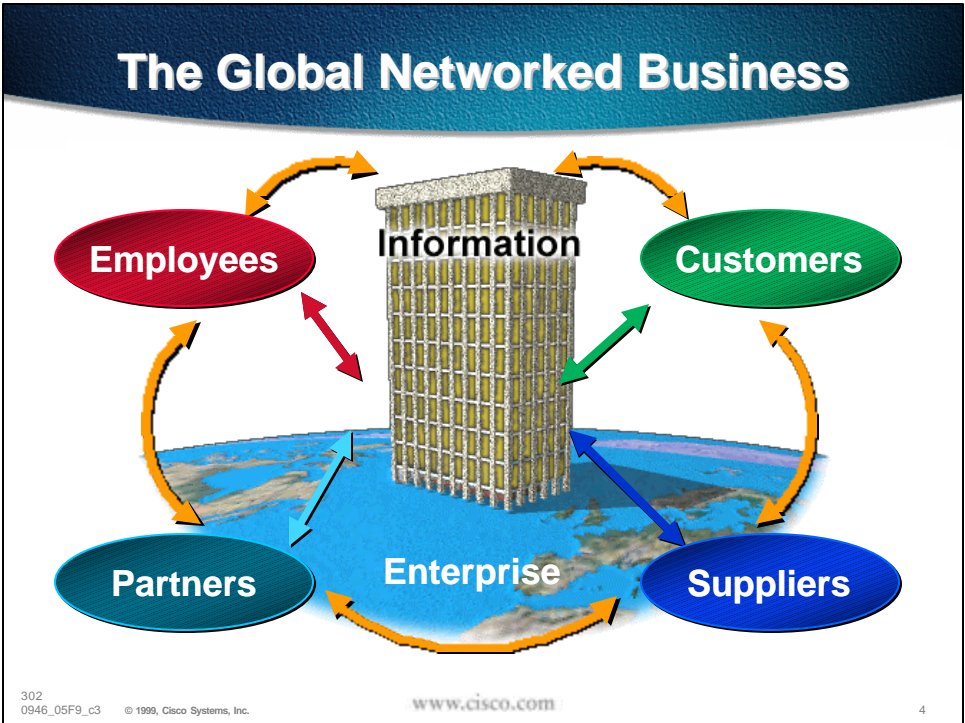 The Global Networked Business
Information
Employees
Customers
Enterprise
Partners
Suppliers
302
0946_05F9_c3 © 1999, Cisco Systems, Inc.
www.cisco.com
4